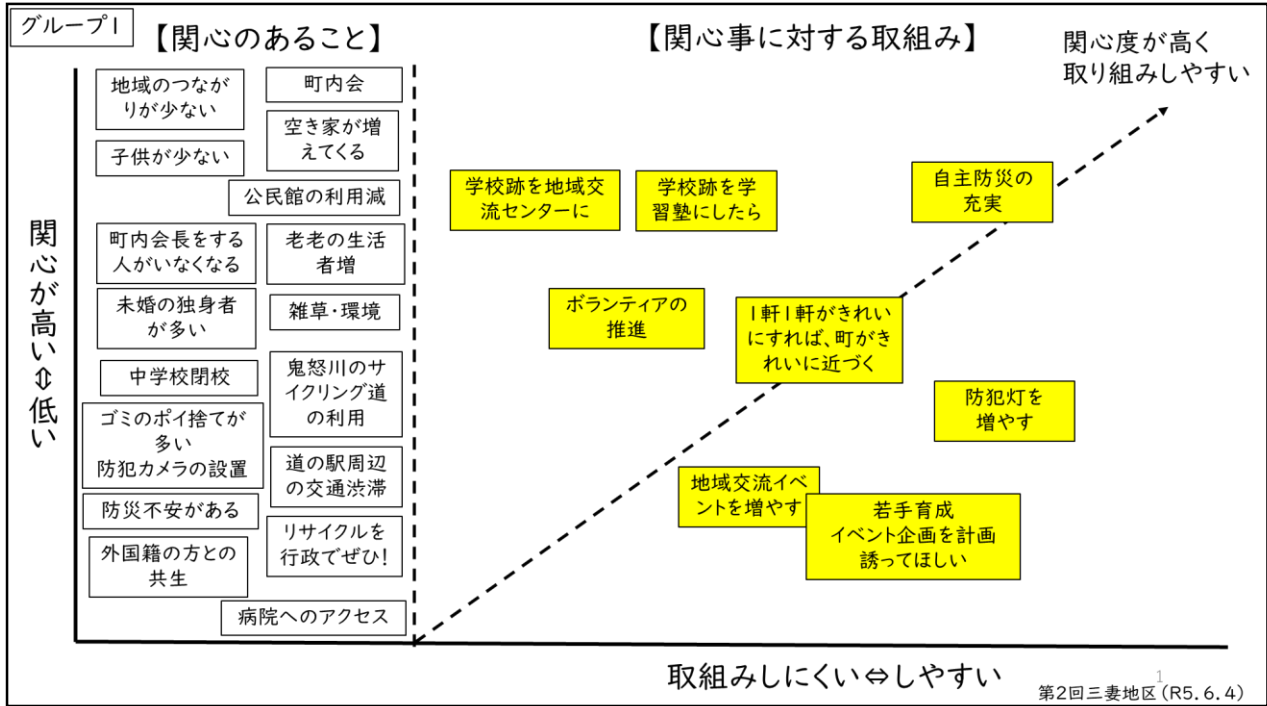 グループ1
【関心のあること】
【関心事に対する取組み】
関心度が高く
取り組みしやすい
関心が高い⇔低い
地域のつなが
りが少ない
町内会
空き家が増
えてくる
子供が少ない
公民館の利用減
町内会長をする
人がいなくなる
老老の生活
者増
未婚の独身者
が多い
雑草・環境
中学校閉校
鬼怒川のサ
イクリング道
の利用
ゴミのポイ捨てが
多い
防犯カメラの設置
道の駅周辺
の交通渋滞
防災不安がある
リサイクルを
行政でぜひ!
外国籍の方との
共生
病院へのアクセス
学校跡を地域交
流センターに
学校跡を学
習塾にしたら
自主防災の
充実
ボランティアの
推進
1軒1軒がきれい
にすれば、町がき
れいに近づく
防犯灯を
増やす
地域交流イベ
ントを増やす
若手育成
イベント企画を計画
誘ってほしい
取組みしにくい⇔しやすい
1
第2回三妻地区(R5.6.4)